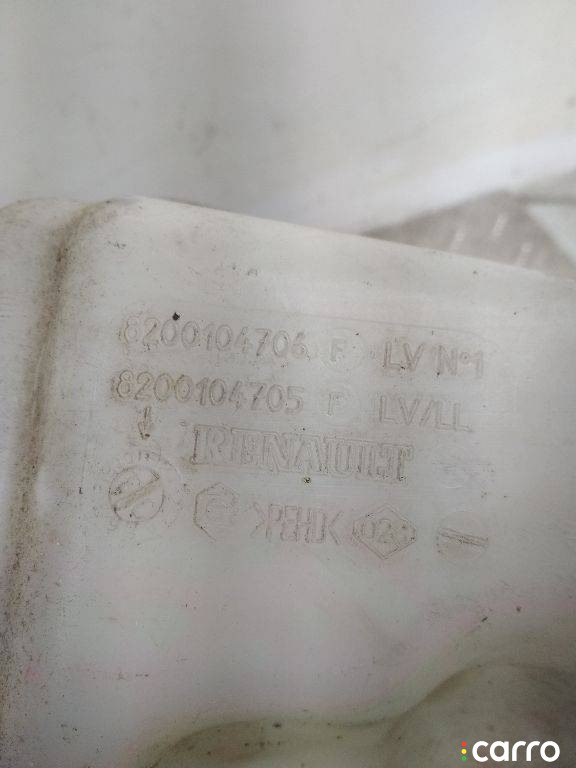 8200104706 F LV N°1
8200104705 F LV/LL
RENAULT
>PEHD<
carro